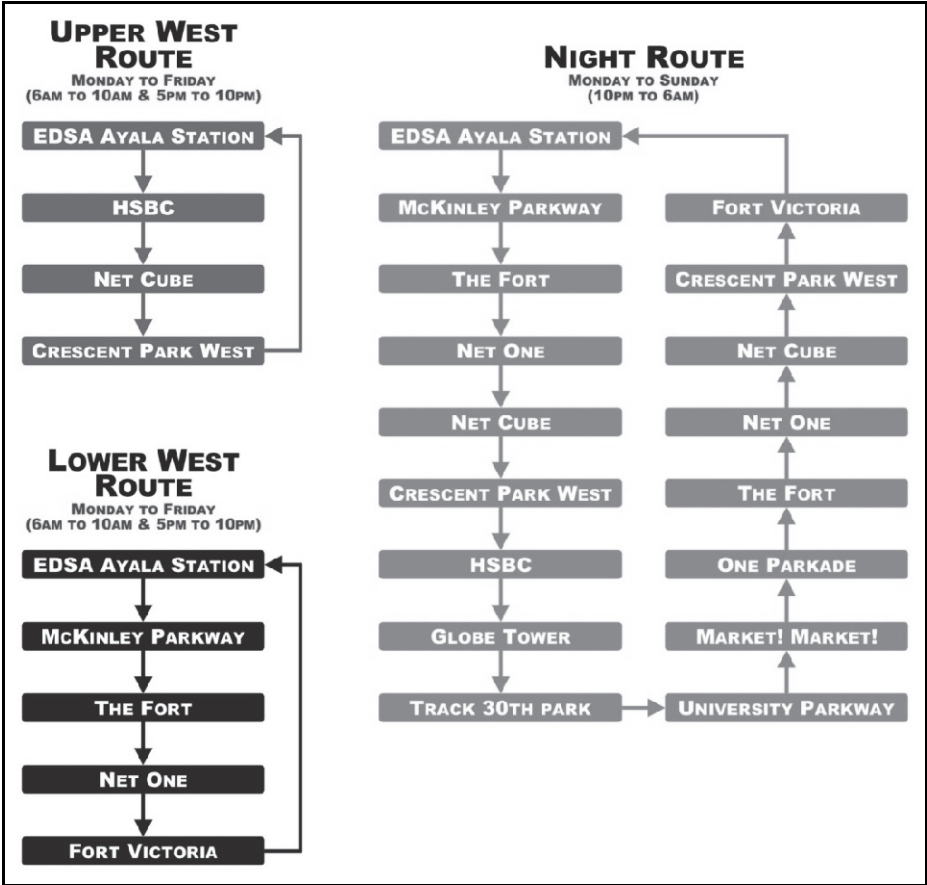 UPPER WEST
ROUTE
MONDAY TO FRIDAY
(6AM TO 10AM & 5PM TO 10PM)
EDSA AYALA STATION
HSBC
NET CUBE
CRESCENT PARK WEST
LOWER WEST
ROUTE
MONDAY TO FRIDAY
(6AM TO 10AM & 5PM TO 10PM)
EDSA AYALA STATION
MCKINLEY PARKWAY
THE FORT
NET ONE
FORT VICTORIA
NIGHT ROUTE
MONDAY TO SUNDAY
(10PM TO 6AM)
EDSA AYALA STATION
MCKINLEY PARKWAY
THE FORT
NET ONE
NET CUBE
CRESCENT PARK WEST
HSBC
GLOBE TOWER
TRACK 30TH PARK
UNIVERSITY PARKWAY
MARKET! MARKET!
ONE PARKADE
THE FORT
NET ONE
NET CUBE
CRESCENT PARK WEST
FORT VICTORIA